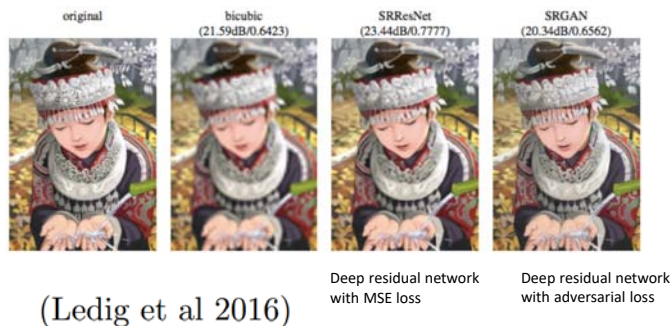 original
bicubic
(21.59dB/0.6423)
SRResNet
(23.44dB/0.7777)
SRGAN
(20.34dB/0.6562)
Deep residual network
with MSE loss
Deep residual network
with adversarial loss
(Ledig et al 2016)